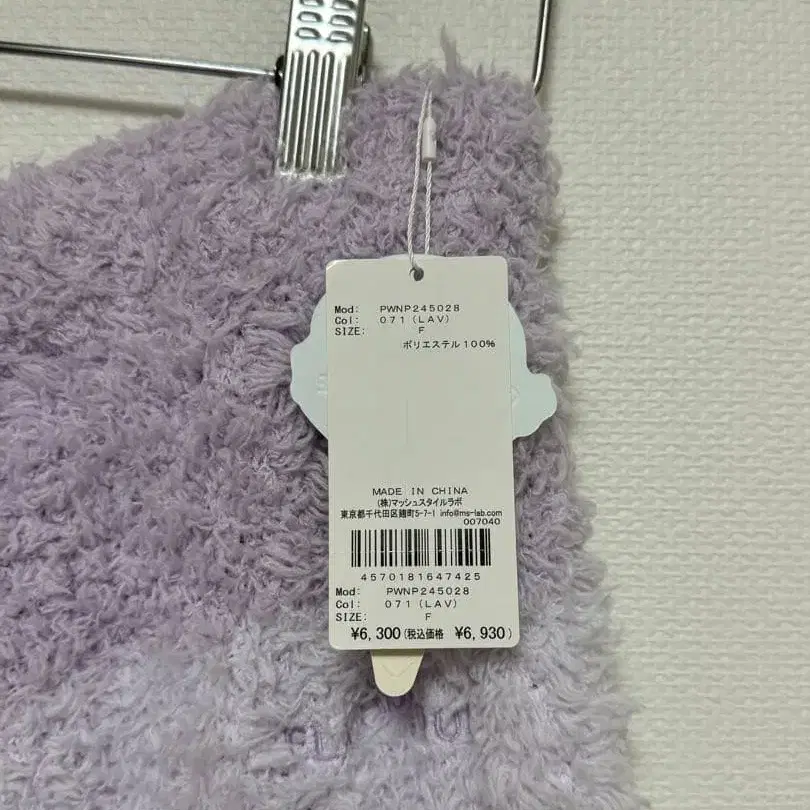 Mod: PWNP245028
Col: 071(LAV)
SIZE: F
ポリエステル100%
MADE IN CHINA
(株)マッシュスタイルラボ
東京都千代田区麹町5-7-1 info@ms-lab.com
007040
4570181647425
Mod: PWNP245028
Col: 071(LAV)
SIZE: F
¥6,300(税込価格 ¥6,930)